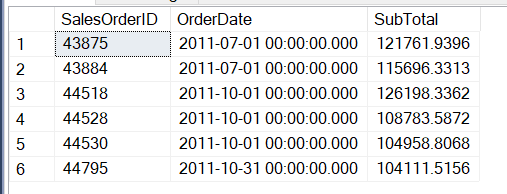 SalesOrderID OrderDate SubTotal
1 43875 2011-07-01 00:00:00.000 121761.9396
2 43884 2011-07-01 00:00:00.000 115696.3313
3 44518 2011-10-01 00:00:00.000 126198.3362
4 44528 2011-10-01 00:00:00.000 108783.5872
5 44530 2011-10-01 00:00:00.000 104958.8068
6 44795 2011-10-31 00:00:00.000 104111.5156